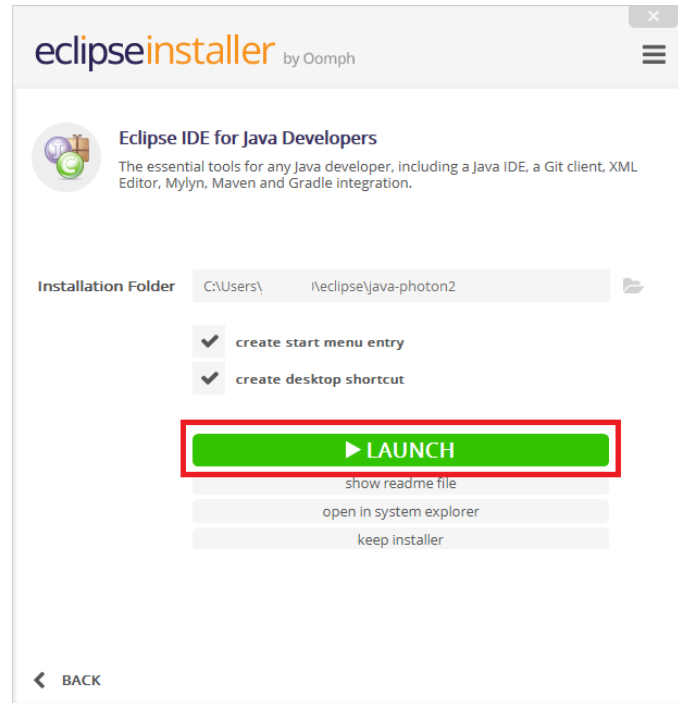 eclipseinstaller by Oomph
Eclipse IDE for Java Developers
The essential tools for any Java developer, including a Java IDE, a Git client, XML
Editor, Mylyn, Maven and Gradle integration.
Installation Folder C:\Users\ \eclipse\java-photon2
create start menu entry
create desktop shortcut
LAUNCH
show readme file
open in system explorer
keep installer
BACK